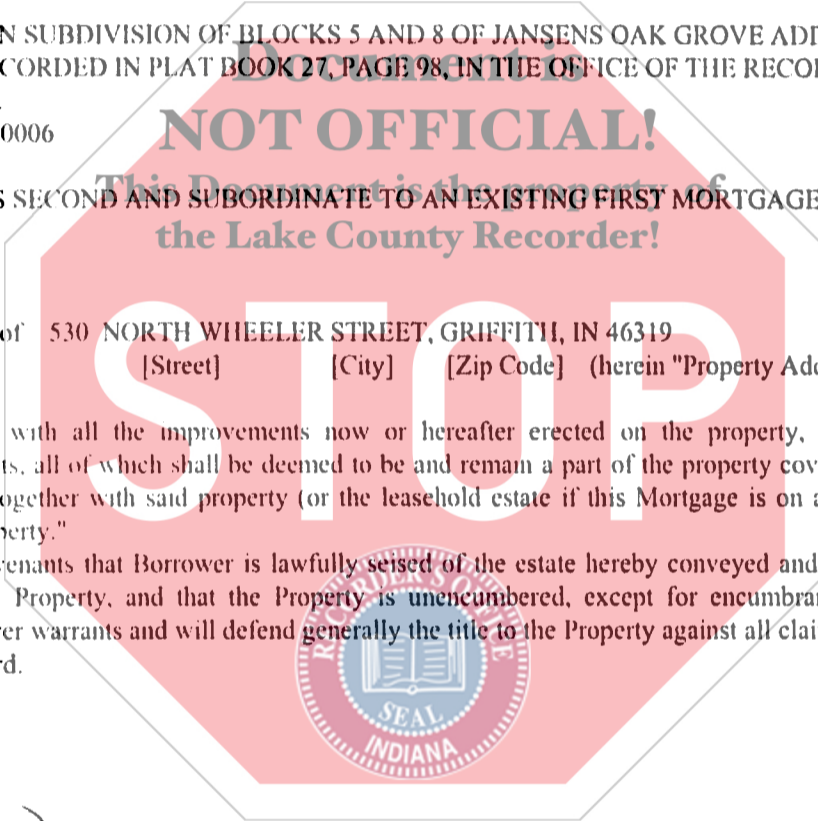 N SUBDIVISION OF BLOCKS 5 AND 8 OF JANSENS OAK GROVE ADD
Document is
CORDED IN PLAT BOOK 27, PAGE 98, IN THE OFFICE OF THE RECO
0006
NOT OFFICIAL!
This Document is the property of
S SECOND AND SUBORDINATE TO AN EXISTING FIRST MORTGAGE
the Lake County Recorder!
of 530 NORTH WHEELER STREET, GRIFFITH, IN 46319
[Street] [City] [Zip Code] (herein "Property Add
STOP
with all the improvements now or hereafter erected on the property,
ts, all of which shall be deemed to be and remain a part of the property cov
ogether with said property (or the leasehold estate if this Mortgage is on a
perty."
enants that Borrower is lawfully seised of the estate hereby conveyed and
Property, and that the Property is unencumbered, except for encumbra
er warrants and will defend generally the title to the Property against all clai
rd.
RECORDER'S OFFICE
SEAL
INDIANA